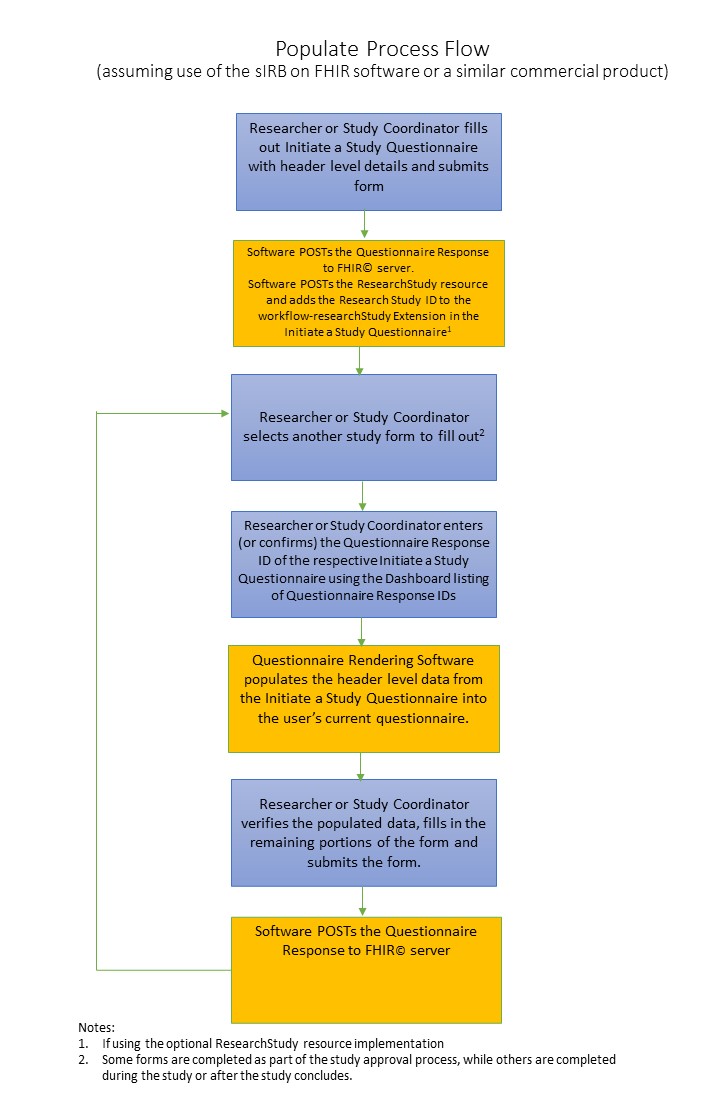 Populate Process Flow
(assuming use of the sIRB on FHIR software or a similar commercial product)
Researcher or Study Coordinator fills
out Initiate a Study Questionnaire
with header level details and submits
form
Software POSTs the Questionnaire Response
to FHIR© server.
Software POSTs the ResearchStudy resource
and adds the Research Study ID to the
workflow-researchStudy Extension in the
Initiate a Study Questionnaire¹
Researcher or Study Coordinator
selects another study form to fill out²
Researcher or Study Coordinator enters
(or confirms) the Questionnaire Response
ID of the respective Initiate a Study
Questionnaire using the Dashboard listing
of Questionnaire Response IDs
Questionnaire Rendering Software
populates the header level data from
the Initiate a Study Questionnaire into
the user’s current questionnaire.
Researcher or Study Coordinator
verifies the populated data, fills in the
remaining portions of the form and
submits the form.
Software POSTs the Questionnaire
Response to FHIR© server
Notes:
1. If using the optional ResearchStudy resource implementation
2. Some forms are completed as part of the study approval process, while others are completed
during the study or after the study concludes.